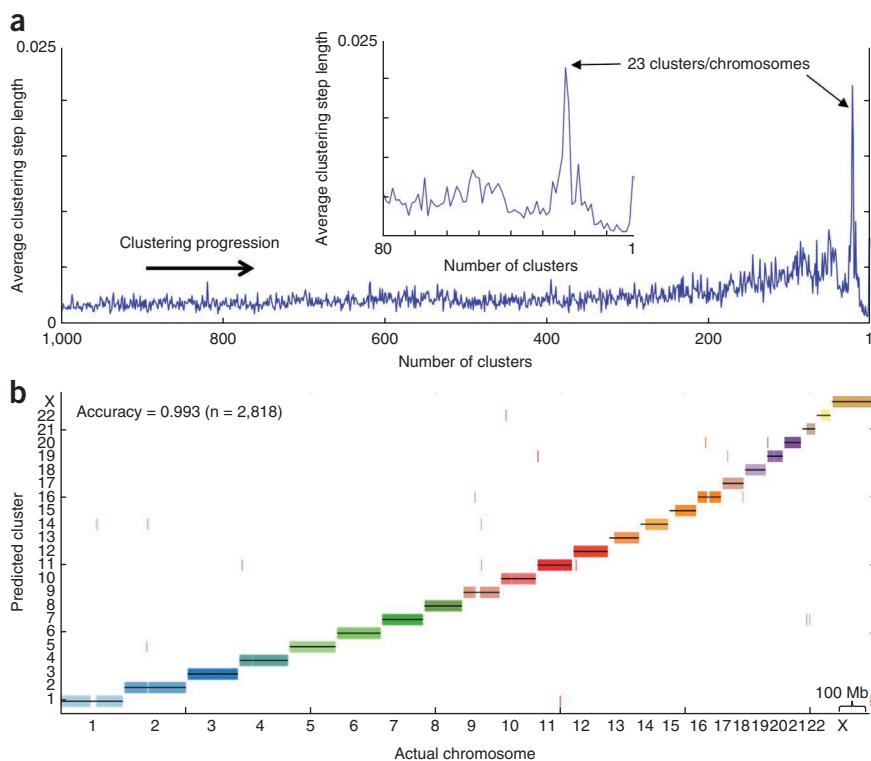 a
0.025
Average clustering step length
0
Clustering progression
1,000
800
600
400
200
1
Number of clusters
0.025
Average clustering step length
23 clusters/chromosomes
80
1
Number of clusters
b
Accuracy = 0.993 (n = 2,818)
Predicted cluster
X
22
21
20
19
18
17
16
15
14
13
12
11
10
9
8
7
6
5
4
3
2
1
100 Mb
1 2 3 4 5 6 7 8 9 10 11 12 13 14 15 16 17 18 19 20 21 22 X
Actual chromosome